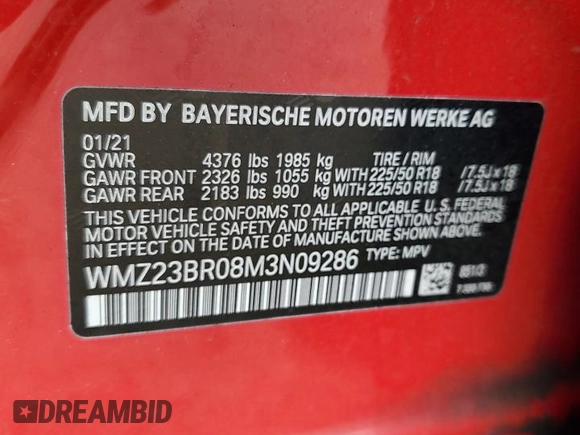 MFD BY BAYERISCHE MOTOREN WERKE AG
01/21
GVWR 4376 lbs 1985 kg TIRE / RIM
GAWR FRONT 2326 lbs 1055 kg WITH 225/50 R18 /7.5J x 18
GAWR REAR 2183 lbs 990 kg WITH 225/50 R18 /7.5J x 18
THIS VEHICLE CONFORMS TO ALL APPLICABLE U. S. FEDERAL
MOTOR VEHICLE SAFETY AND THEFT PREVENTION STANDARDS
IN EFFECT ON THE DATE OF MANUFACTURE SHOWN ABOVE.
WMZ23BR08M3N09286 TYPE: MPV
DREAMBID